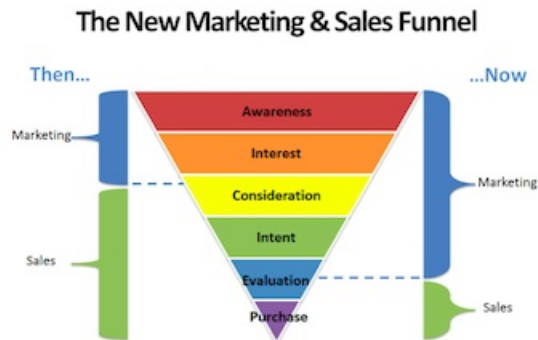 The New Marketing & Sales Funnel
Then...
...Now
Marketing
Sales
Awareness
Interest
Consideration
Intent
Evaluation
Purchase
Marketing
Sales